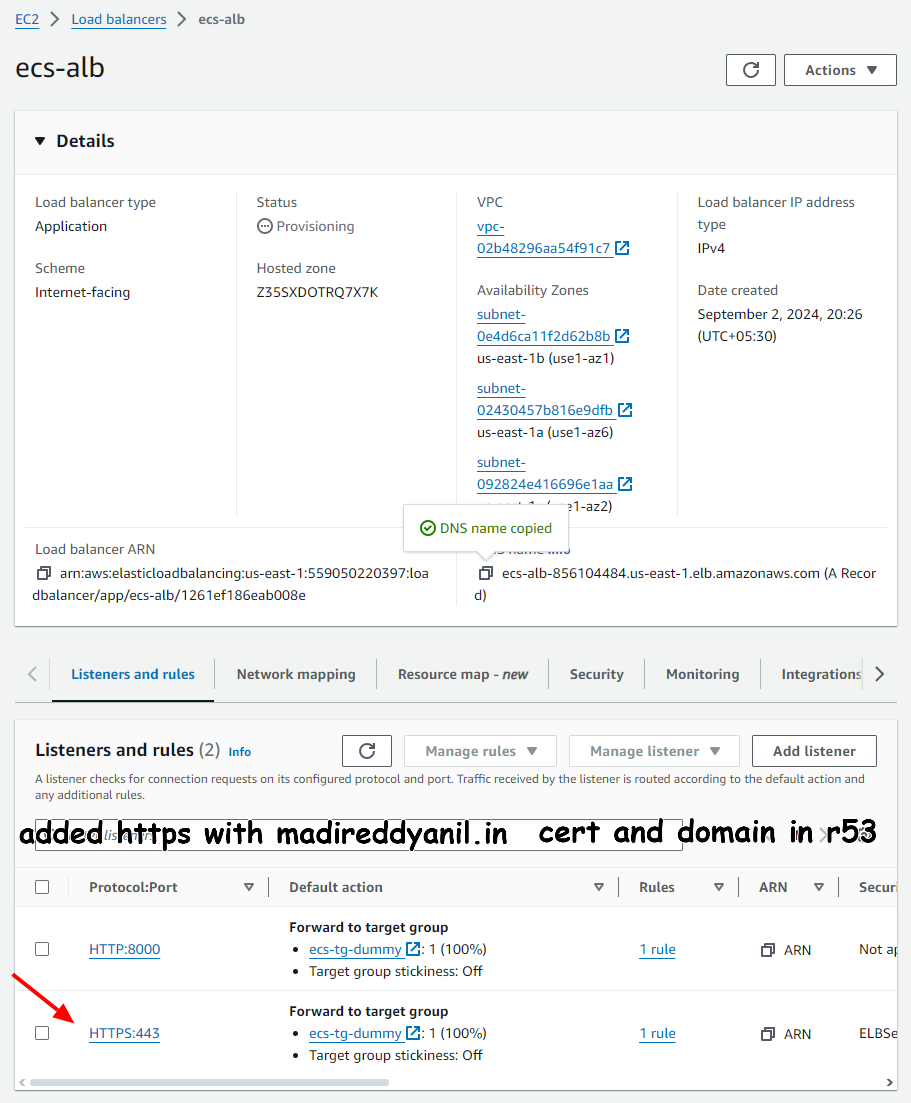 EC2 > Load balancers > ecs-alb
ecs-alb
Actions
Details
Load balancer type
Application
Scheme
Internet-facing
Status
Provisioning
Hosted zone
Z35SXDOTRQ7X7K
VPC
vpc-
02b48296aa54f91c7
Availability Zones
subnet-
0e4d6ca11f2d62b8b
us-east-1b (use1-az1)
subnet-
02430457b816e9dfb
us-east-1a (use1-az6)
subnet-
092824e416696e1aa
e1-az2)
Load balancer IP address
type
IPv4
Date created
September 2, 2024, 20:26
(UTC+05:30)
DNS name copied
Load balancer ARN
arn:aws:elasticloadbalancing:us-east-1:559050220397:loa
dbalancer/app/ecs-alb/1261ef186eab008e
ecs-alb-856104484.us-east-1.elb.amazonaws.com (A Recor
d)
Listeners and rules
Network mapping
Resource map - new
Security
Monitoring
Integrations
Listeners and rules (2) Info
Manage rules
Manage listener
Add listener
A listener checks for connection requests on its configured protocol and port. Traffic received by the listener is routed according to the default action and
any additional rules.
added https with madireddyanil.in cert and domain in r53
Protocol:Port Default action Rules ARN Securi
Forward to target group
HTTP:8000 ecs-tg-dummy : 1 (100%) 1 rule ARN Not ap
Target group stickiness: Off
Forward to target group
HTTPS:443 ecs-tg-dummy : 1 (100%) 1 rule ARN ELBSe
Target group stickiness: Off